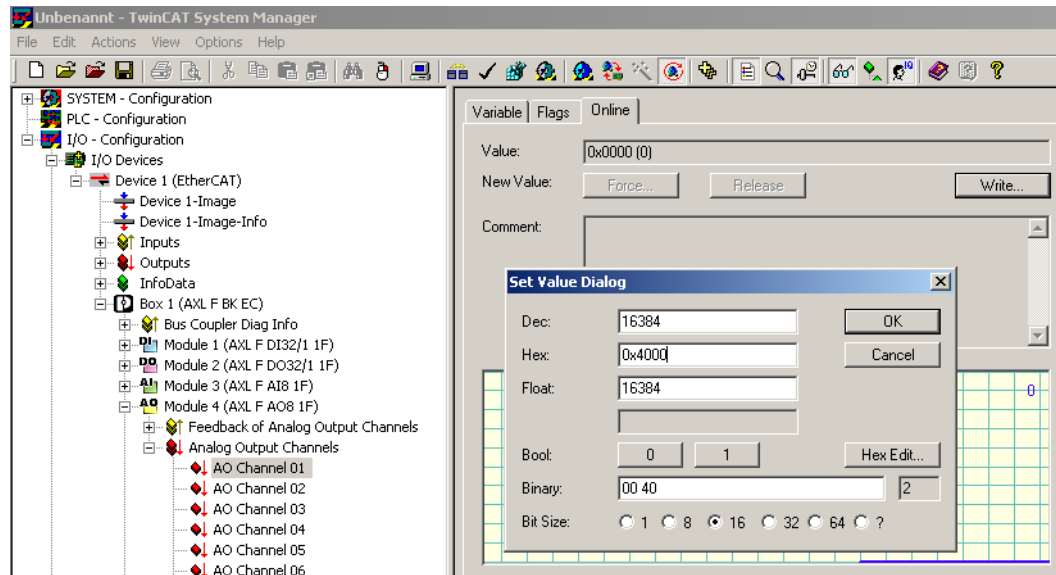 Unbenannt - TwinCAT System Manager
File Edit Actions View Options Help
SYSTEM - Configuration
PLC - Configuration
I/O - Configuration
I/O Devices
Device 1 (EtherCAT)
Device 1-Image
Device 1-Image-Info
Inputs
Outputs
InfoData
Box 1 (AXL F BK EC)
Bus Coupler Diag Info
Module 1 (AXL F DI32/1 1F)
Module 2 (AXL F DO32/1 1F)
Module 3 (AXL F AI8 1F)
Module 4 (AXL F AO8 1F)
Feedback of Analog Output Channels
Analog Output Channels
AO Channel 01
AO Channel 02
AO Channel 03
AO Channel 04
AO Channel 05
AO Channel 06
Variable Flags Online
Value: 0x0000 (0)
New Value: Force... Release Write...
Comment:
0
Set Value Dialog
Dec: 16384 OK
Hex: 0x4000 Cancel
Float: 16384
Bool: 0 1 Hex Edit...
Binary: 00 40 2
Bit Size: 1 8 16 32 64 ?